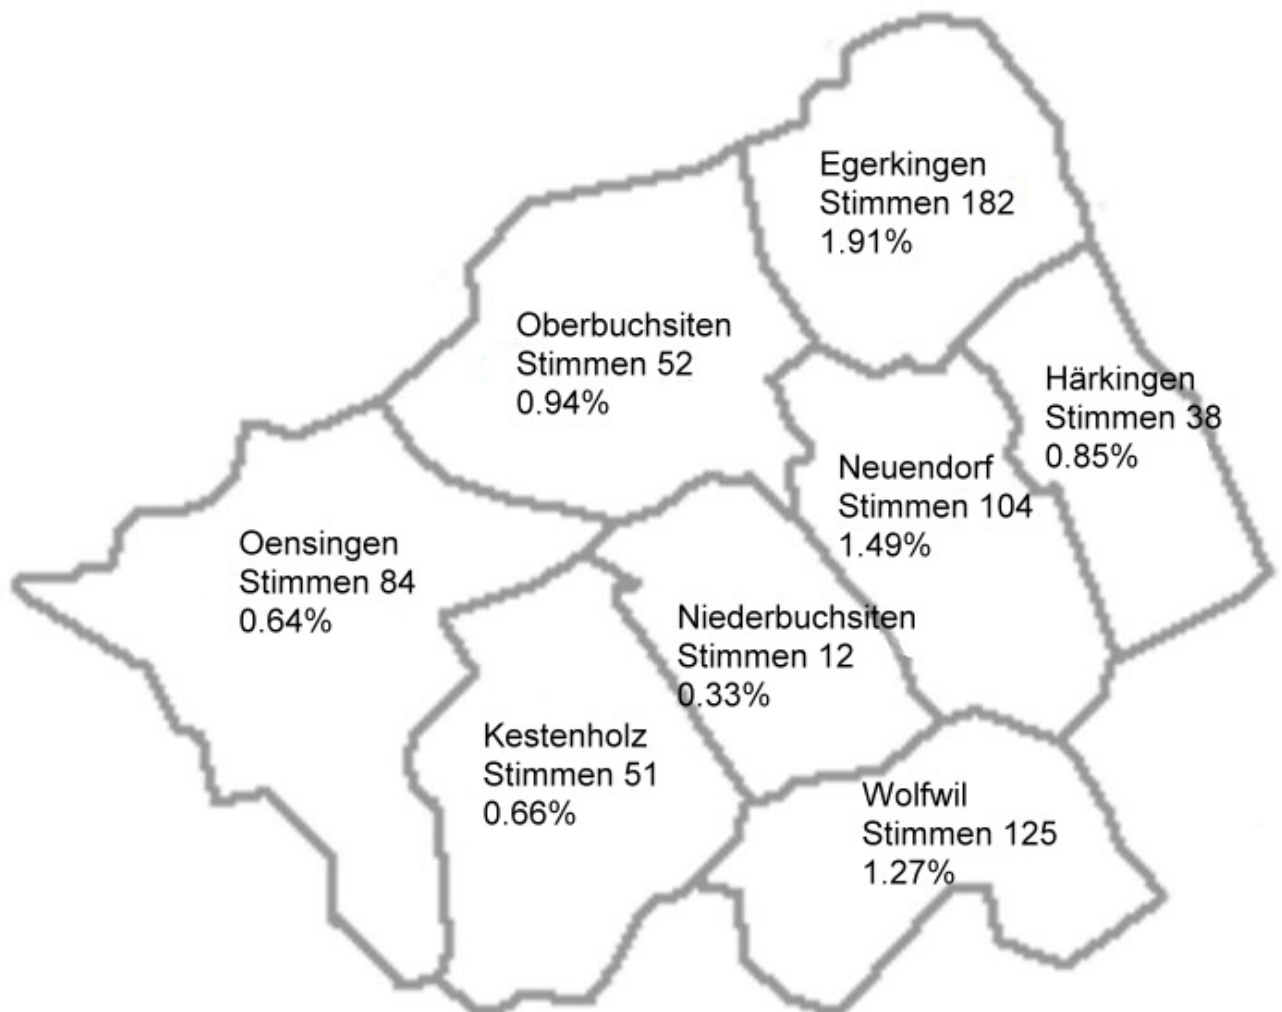 Egerkingen
Stimmen 182
1.91%
Oberbuchsiten
Stimmen 52
0.94%
Härkingen
Stimmen 38
0.85%
Neuendorf
Stimmen 104
1.49%
Oensingen
Stimmen 84
0.64%
Niederbuchsiten
Stimmen 12
0.33%
Kestenholz
Stimmen 51
0.66%
Wolfwil
Stimmen 125
1.27%